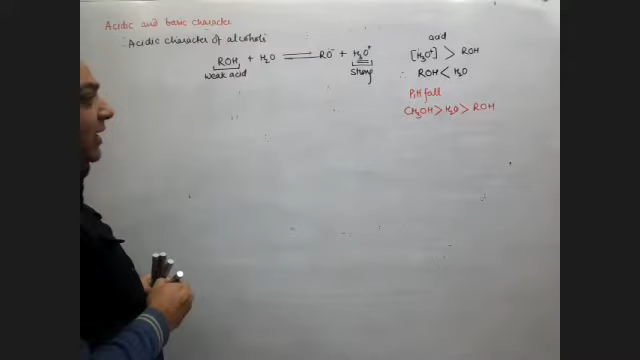 Acidic and basic character
Acidic character of alcohols
ROH + H₂O ⇌ RO⁻ + H₃O⁺
weak acid
Strong
acid
[H₃O⁺] > ROH
∴ ROH < H₂O
fall
CH₃OH > H₂O > ROH